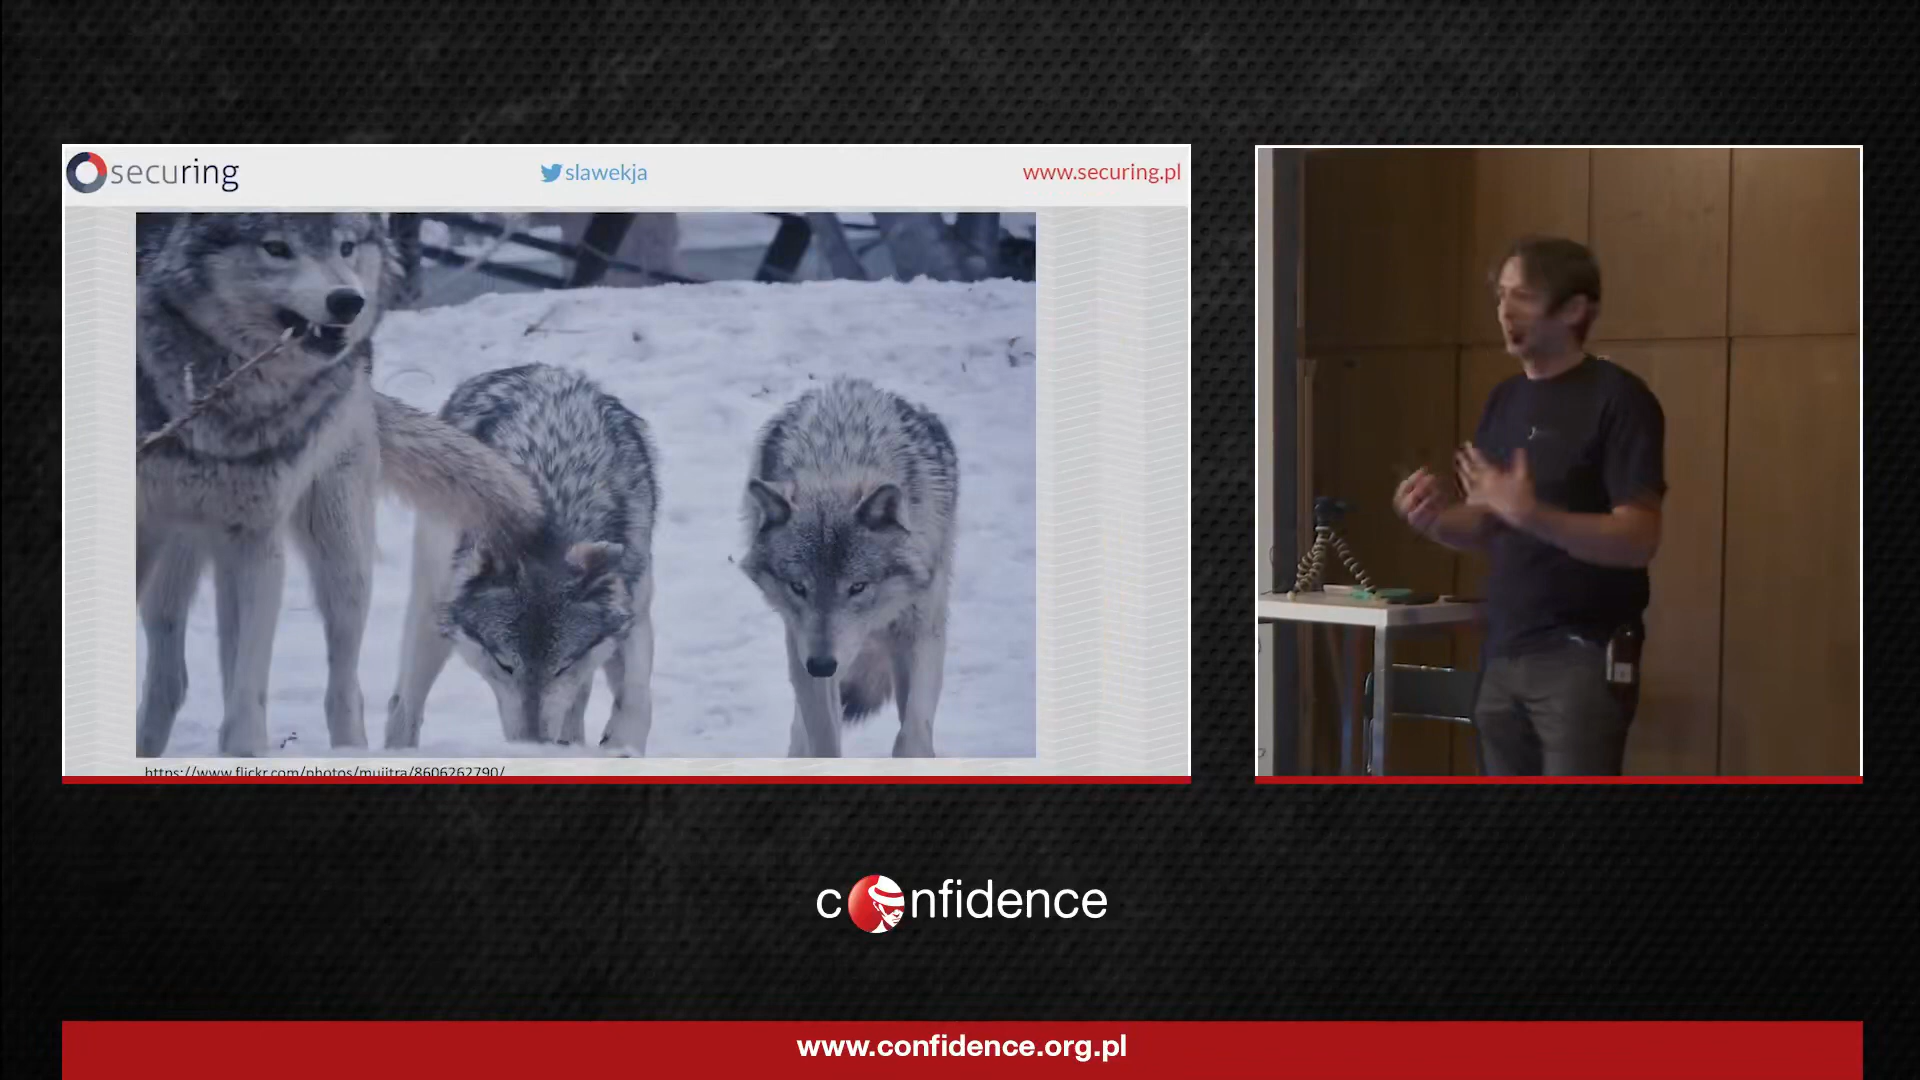 securing
slawekja
www.securing.pl
https://www.flickr.com/photos/mujitra/8606262790/
confidence
www.confidence.org.pl